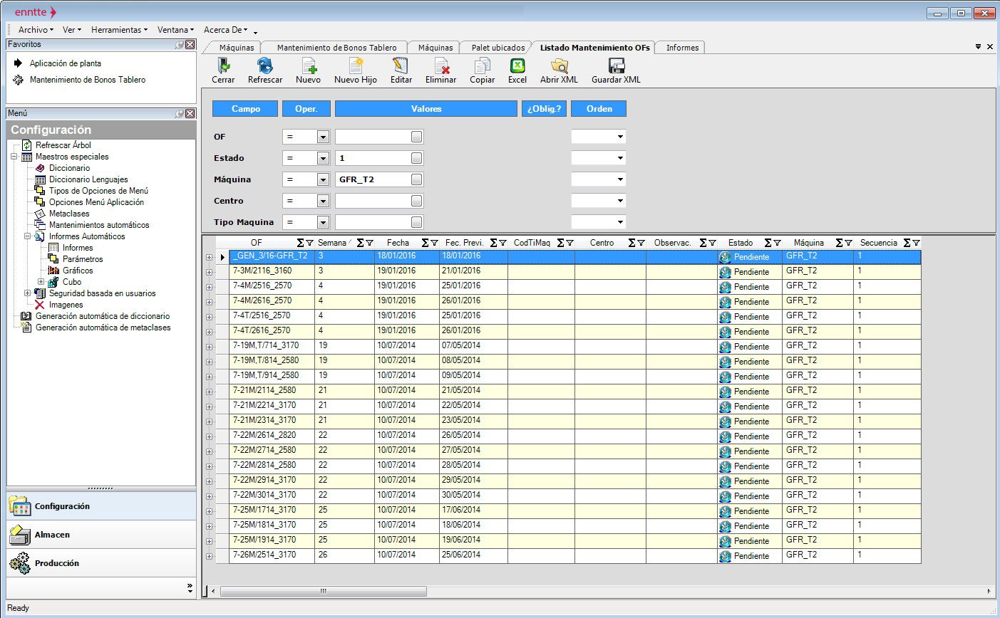 enntte
Archivo Ver Herramientas Ventana Acerca De
Favoritos
Aplicación de planta
Mantenimiento de Bonos Tablero
Menú
Configuración
Refrescar Árbol
Maestros especiales
Diccionario
Diccionario Lenguajes
Tipos de Opciones de Menú
Opciones Menú Aplicación
Metaclases
Mantenimientos automáticos
Informes Automáticos
Informes
Parámetros
Gráficos
Cubo
Seguridad basada en usuarios
Imagenes
Generación automática de diccionario
Generación automática de metaclases
Configuración
Almacen
Producción
Máquinas Mantenimiento de Bonos Tablero Máquinas Palet ubicados Listado Mantenimiento OFs Informes
Cerrar Refrescar Nuevo Nuevo Hijo Editar Eliminar Copiar Excel Abrir XML Guardar XML
Campo Oper. Valores ¿Oblig.? Orden
OF =
Estado = 1
Máquina = GFR_T2
Centro =
Tipo Maquina =
OF Σ Semana Σ Fecha Σ Fec. Previ. Σ CodTiMaq Σ Centro Σ Observac. Σ Estado Σ Máquina Σ Secuencia Σ
_GEN_3/16-GFR_T2 3 18/01/2016 18/01/2016 Pendiente GFR_T2 1
7-3M/2116_3160 3 19/01/2016 21/01/2016 Pendiente GFR_T2 1
7-4M/2516_2570 4 19/01/2016 25/01/2016 Pendiente GFR_T2 1
7-4M/2616_2570 4 19/01/2016 26/01/2016 Pendiente GFR_T2 1
7-4T/2516_2570 4 19/01/2016 25/01/2016 Pendiente GFR_T2 1
7-4T/2616_2570 4 19/01/2016 26/01/2016 Pendiente GFR_T2 1
7-19M,T/714_3170 19 10/07/2014 07/05/2014 Pendiente GFR_T2 1
7-19M,T/814_2580 19 10/07/2014 08/05/2014 Pendiente GFR_T2 1
7-19M,T/914_2580 19 10/07/2014 09/05/2014 Pendiente GFR_T2 1
7-21M/2114_2580 21 10/07/2014 21/05/2014 Pendiente GFR_T2 1
7-21M/2214_3170 21 10/07/2014 22/05/2014 Pendiente GFR_T2 1
7-21M/2314_3170 21 10/07/2014 23/05/2014 Pendiente GFR_T2 1
7-22M/2614_2820 22 10/07/2014 26/05/2014 Pendiente GFR_T2 1
7-22M/2714_2580 22 10/07/2014 27/05/2014 Pendiente GFR_T2 1
7-22M/2814_2580 22 10/07/2014 28/05/2014 Pendiente GFR_T2 1
7-22M/2914_3170 22 10/07/2014 29/05/2014 Pendiente GFR_T2 1
7-22M/3014_3170 22 10/07/2014 30/05/2014 Pendiente GFR_T2 1
7-25M/1714_3170 25 10/07/2014 17/06/2014 Pendiente GFR_T2 1
7-25M/1814_3170 25 10/07/2014 18/06/2014 Pendiente GFR_T2 1
7-25M/1914_3170 25 10/07/2014 19/06/2014 Pendiente GFR_T2 1
7-26M/2514_3170 26 10/07/2014 25/06/2014 Pendiente GFR_T2 1
Ready